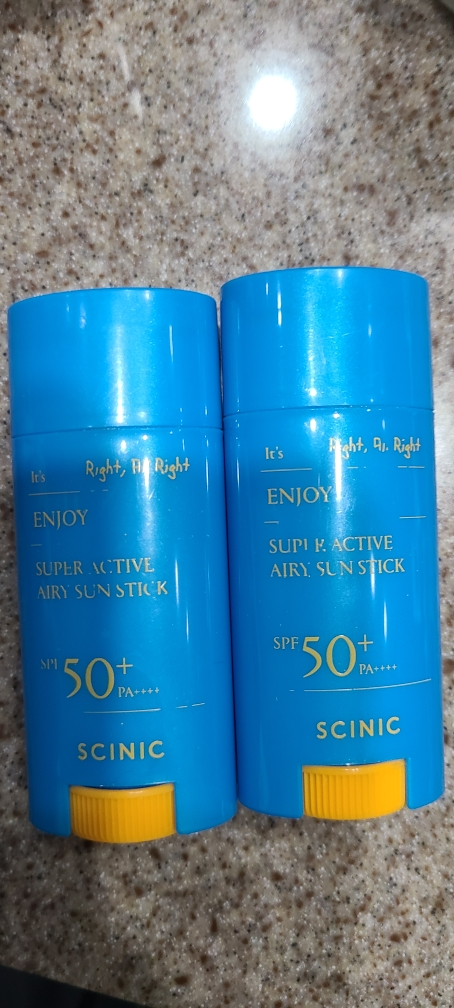 It's Right, All Right
ENJOY
SUPER ACTIVE
AIRY SUN STICK
SPF 50+
PA++++
SCINIC
It's Right, All Right
ENJOY
SUPER ACTIVE
AIRY SUN STICK
SPF 50+
PA++++
SCINIC